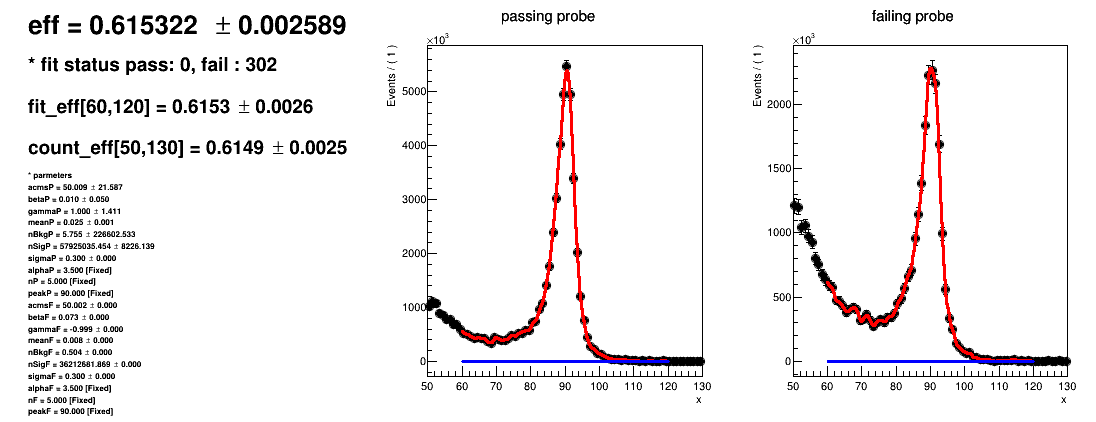 eff = 0.615322 ± 0.002589
* fit status pass: 0, fail : 302
fit_eff[60,120] = 0.6153 ± 0.0026
count_eff[50,130] = 0.6149 ± 0.0025
* parmeters
acmsP = 50.009 ± 21.587
betaP = 0.010 ± 0.050
gammaP = 1.000 ± 1.411
meanP = 0.025 ± 0.001
nBkgP = 5.755 ± 226602.533
nSigP = 57925035.454 ± 8226.139
sigmaP = 0.300 ± 0.000
alphaP = 3.500 [Fixed]
nP = 5.000 [Fixed]
peakP = 90.000 [Fixed]
acmsF = 50.002 ± 0.000
betaF = 0.073 ± 0.000
gammaF = -0.999 ± 0.000
meanF = 0.008 ± 0.000
nBkgF = 0.504 ± 0.000
nSigF = 36212681.869 ± 0.000
sigmaF = 0.300 ± 0.000
alphaF = 3.500 [Fixed]
nF = 5.000 [Fixed]
peakF = 90.000 [Fixed]
passing probe
×10³
Events / ( 1 )
5000
4000
3000
2000
1000
0
50 60 70 80 90 100 110 120 130
x
failing probe
×10³
Events / ( 1 )
2000
1500
1000
500
0
50 60 70 80 90 100 110 120 130
x